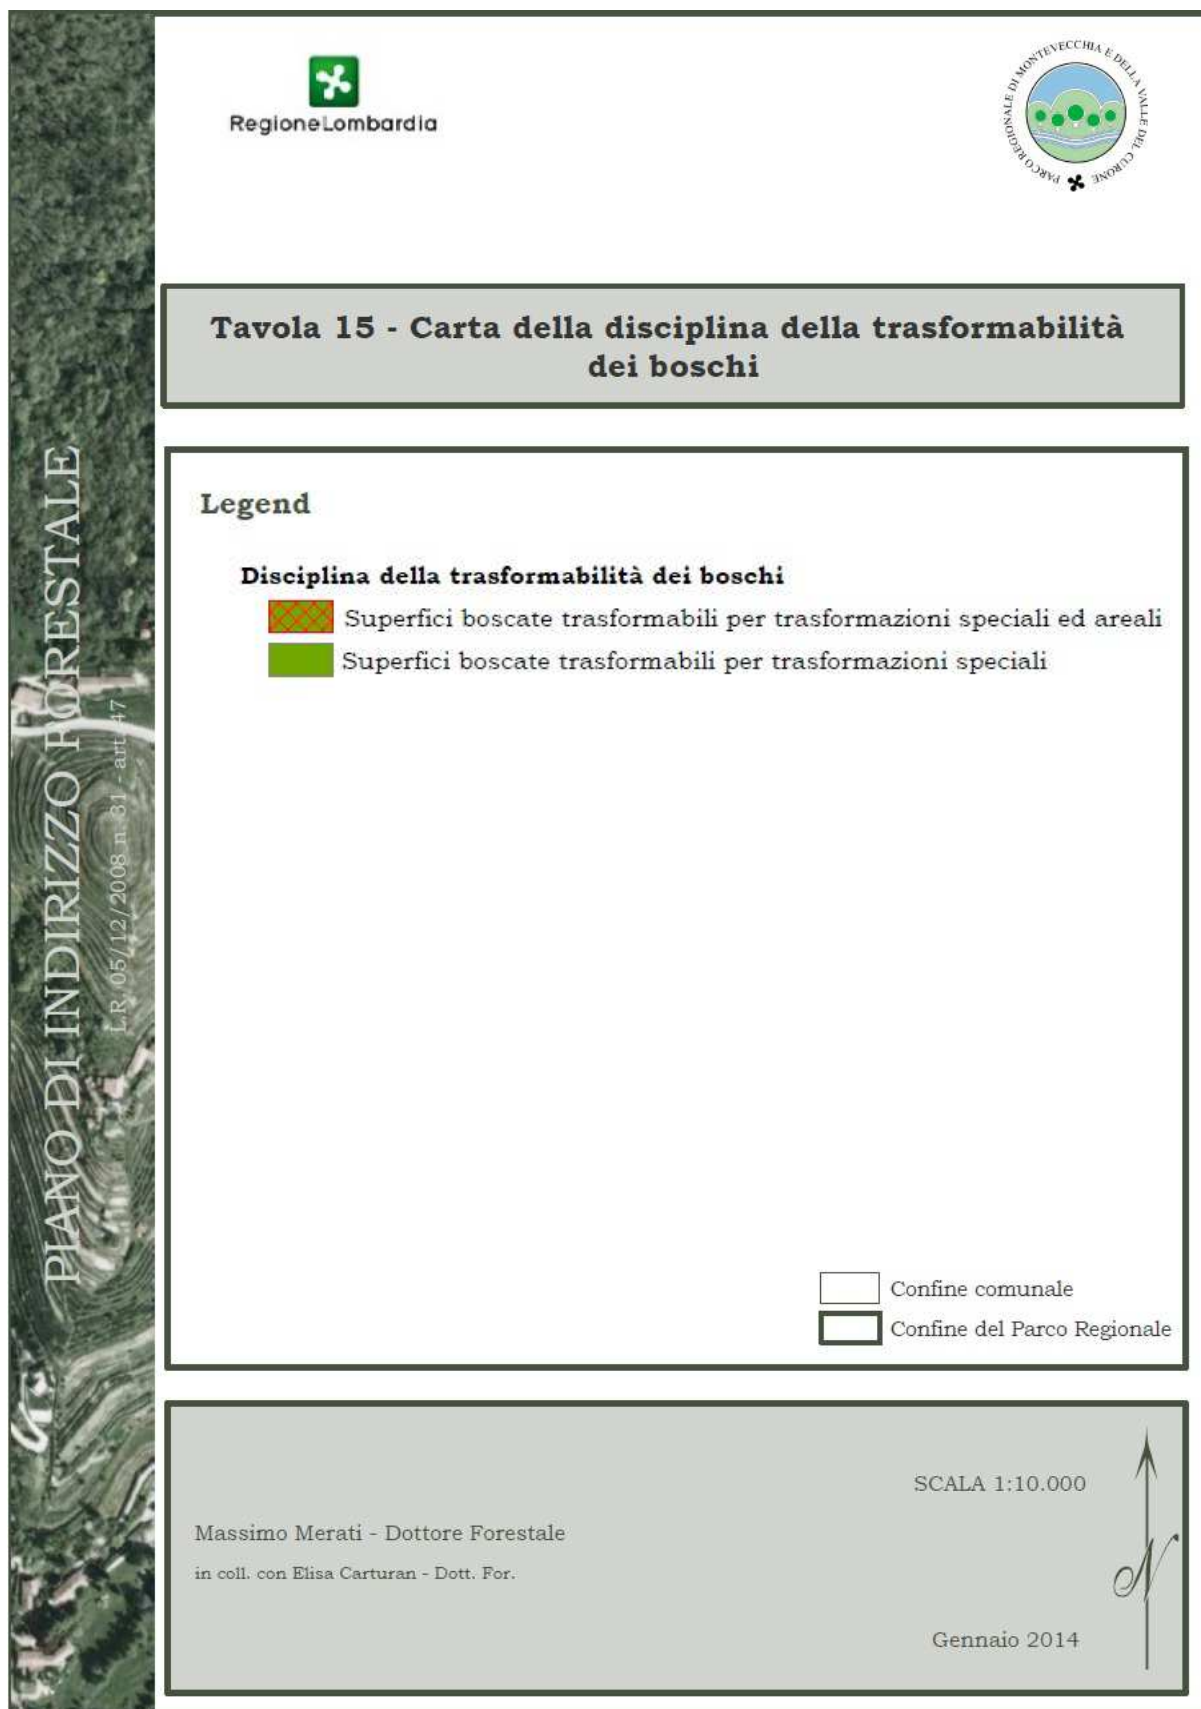 RegioneLombardia
PARCO REGIONALE DI MONTEVECCHIA E DELLA VALLE DEL CURONE
Tavola 15 - Carta della disciplina della trasformabilità
dei boschi
PIANO DI INDIRIZZO FORESTALE
L.R. 05/12/2008 n. 31 - art. 47
Legend
Disciplina della trasformabilità dei boschi
Superfici boscate trasformabili per trasformazioni speciali ed areali
Superfici boscate trasformabili per trasformazioni speciali
Confine comunale
Confine del Parco Regionale
SCALA 1:10.000
Massimo Merati - Dottore Forestale
in coll. con Elisa Carturan - Dott. For.
N
Gennaio 2014